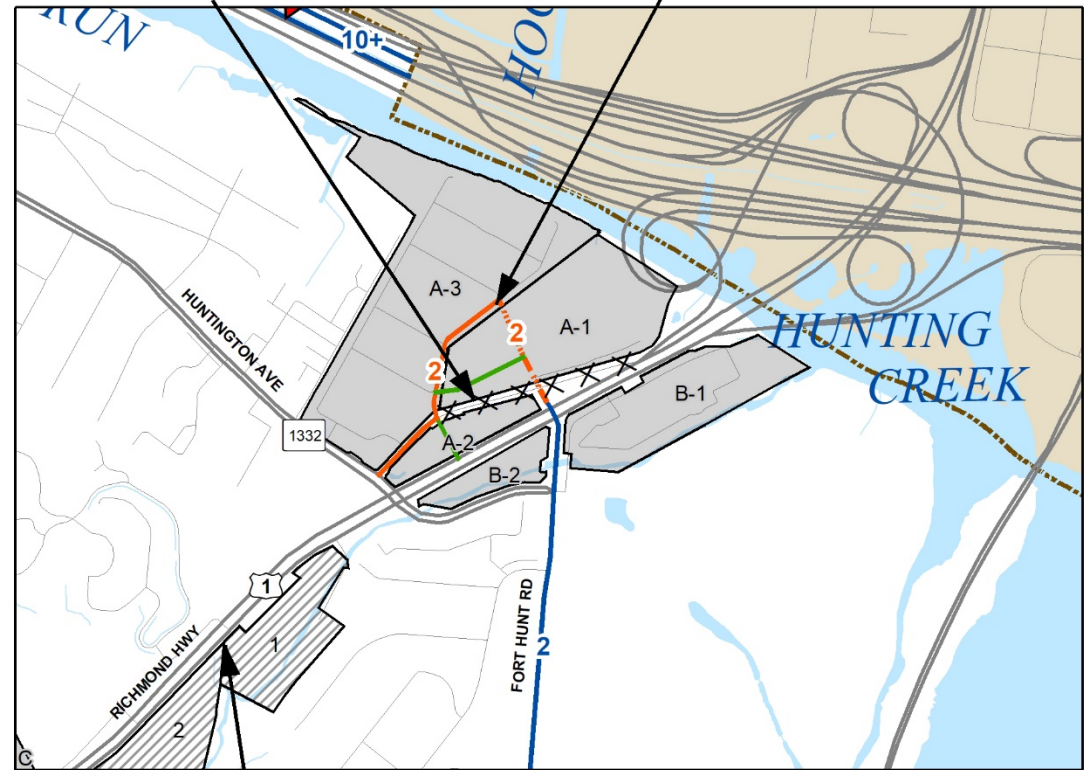 RUN
10+
HOO
A-3
A-1
2
2
HUNTINGTON AVE
HUNTING
CREEK
B-1
1332
A-2
B-2
1
RICHMOND HWY
1
FORT HUNT RD
2
2
C